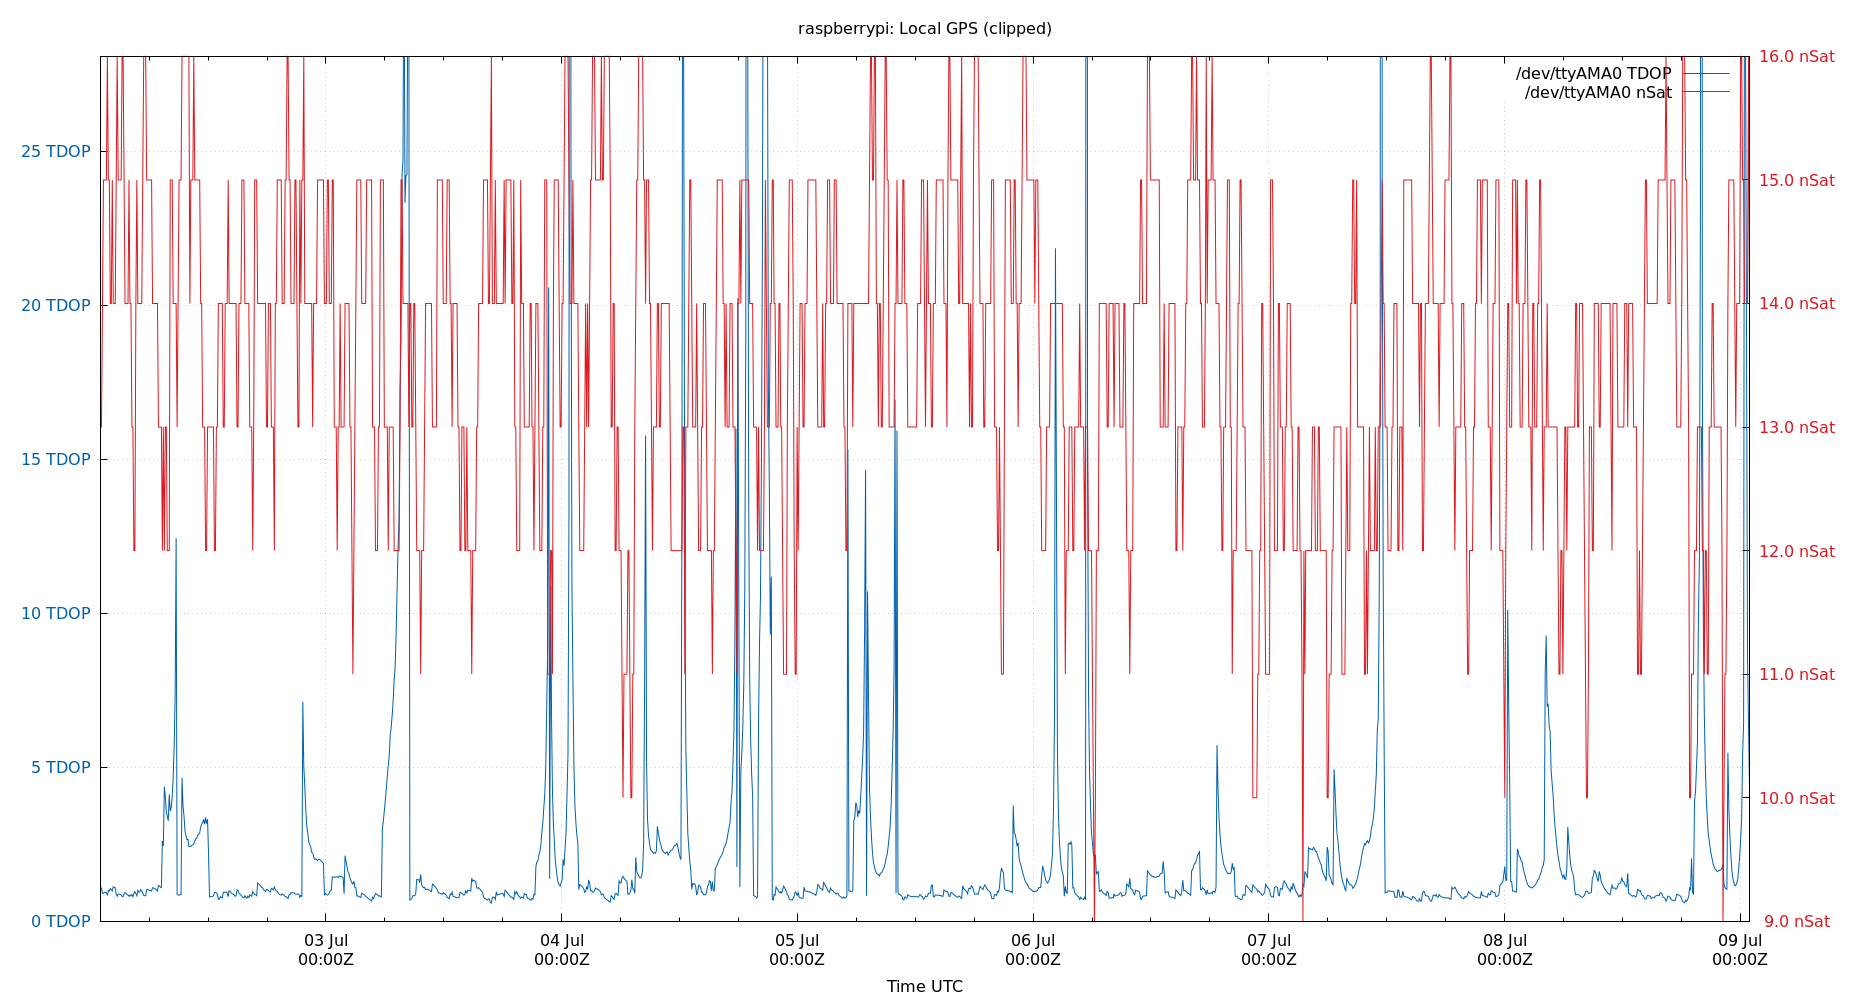 raspberrypi: Local GPS (clipped)
/dev/ttyAMA0 TDOP
/dev/ttyAMA0 nSat
25 TDOP
20 TDOP
15 TDOP
10 TDOP
5 TDOP
0 TDOP
16.0 nSat
15.0 nSat
14.0 nSat
13.0 nSat
12.0 nSat
11.0 nSat
10.0 nSat
9.0 nSat
03 Jul
00:00Z
04 Jul
00:00Z
05 Jul
00:00Z
06 Jul
00:00Z
07 Jul
00:00Z
08 Jul
00:00Z
09 Jul
00:00Z
Time UTC